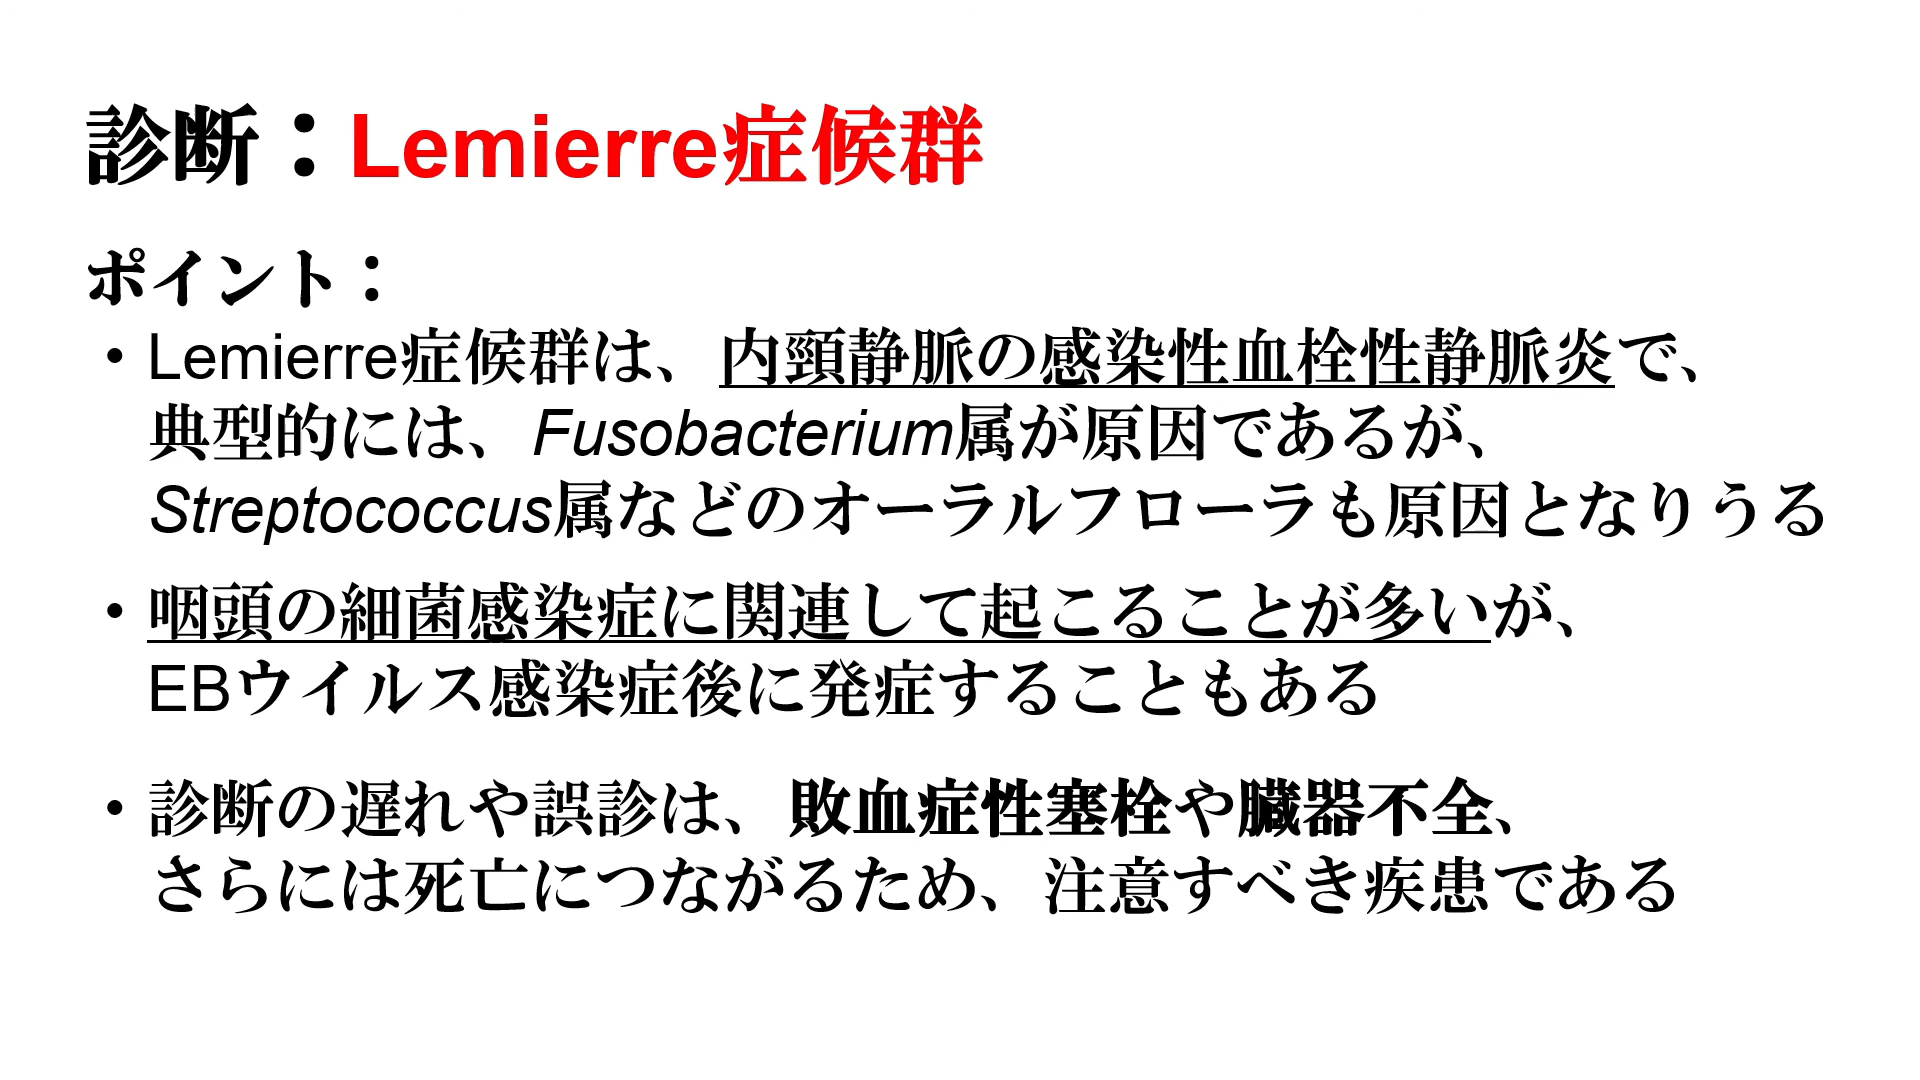 診断：Lemierre症候群
ポイント：
・Lemierre症候群は、内頸静脈の感染性血栓性静脈炎で、
典型的には、Fusobacterium属が原因であるが、
Streptococcus属などのオーラルフローラも原因となりうる
・咽頭の細菌感染症に関連して起こることが多いが、
EBウイルス感染症後に発症することもある
・診断の遅れや誤診は、敗血症性塞栓や臓器不全、
さらには死亡につながるため、注意すべき疾患である